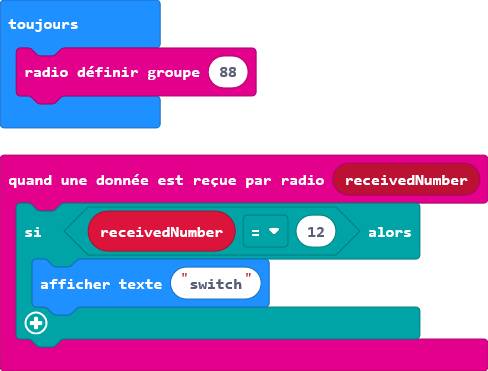 toujours
radio définir groupe 88
quand une donnée est reçue par radio receivedNumber
si receivedNumber = 12 alors
afficher texte "switch"